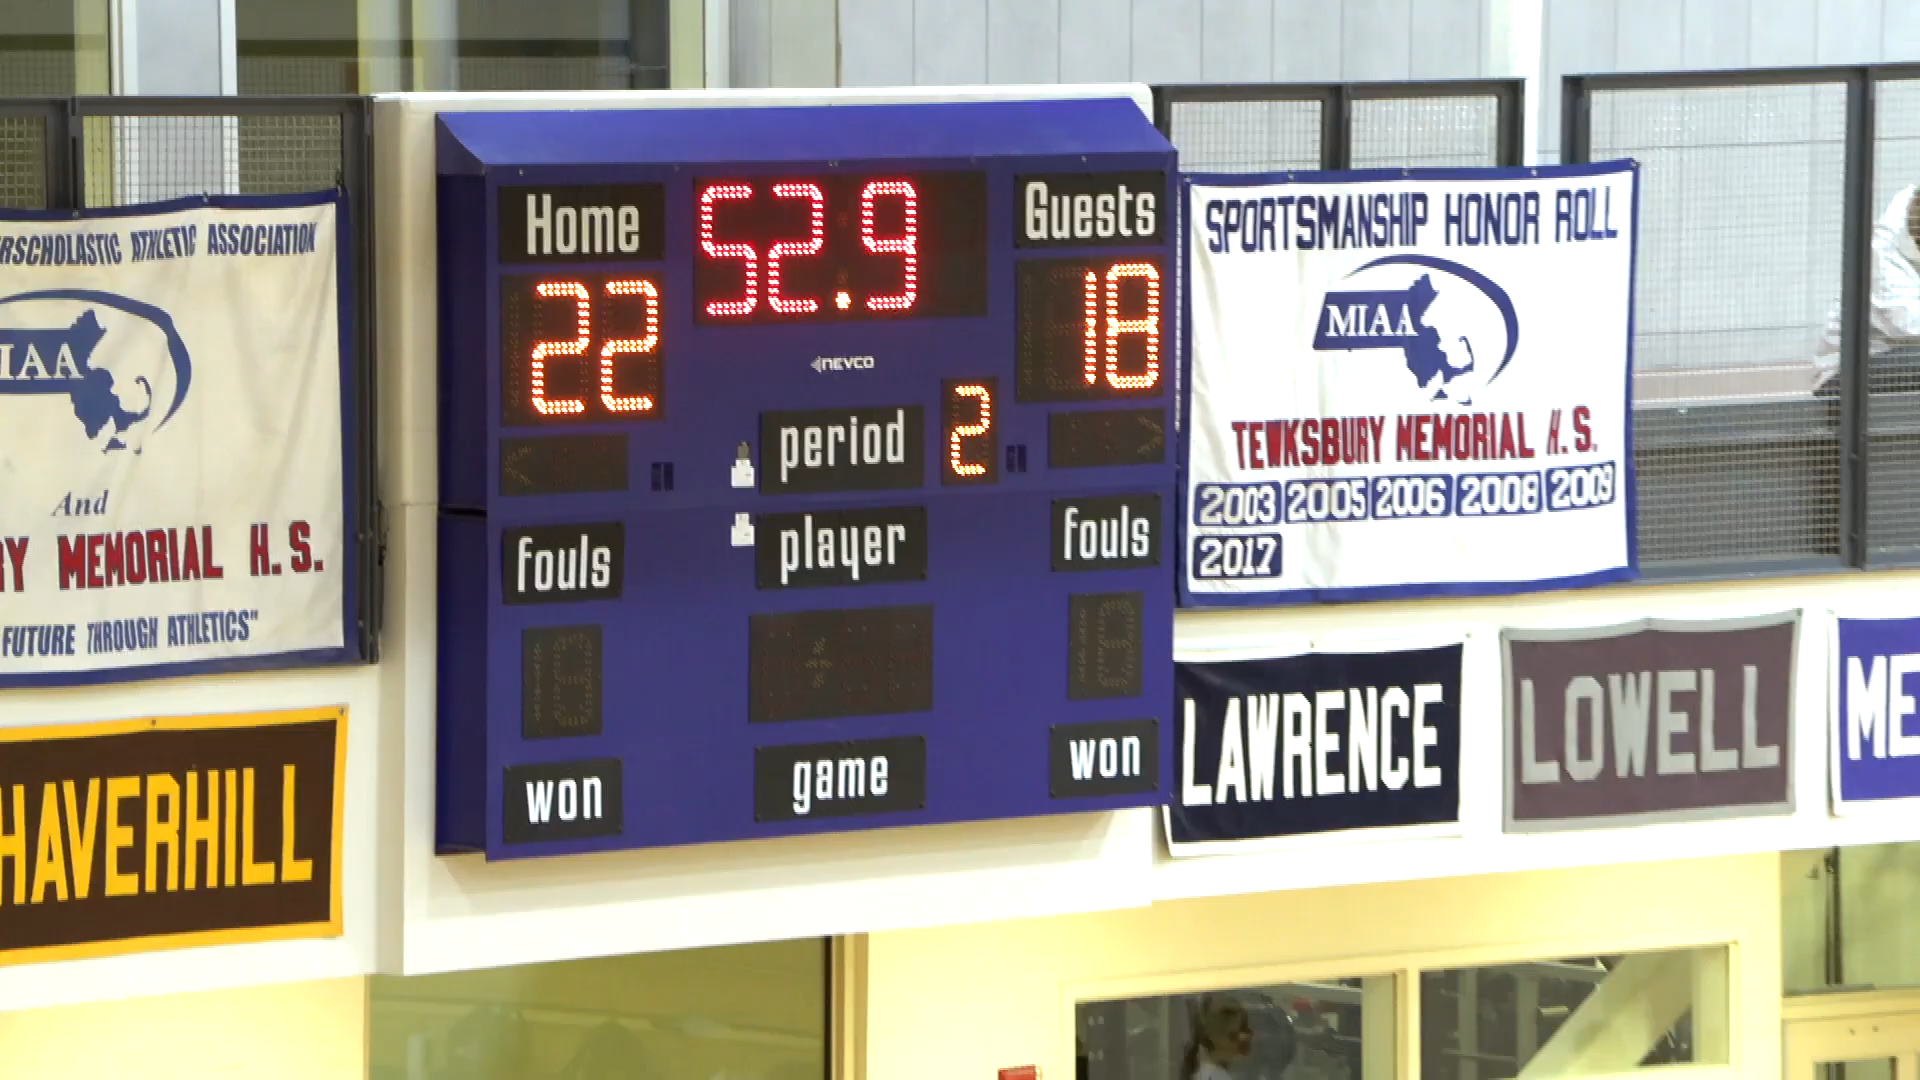 RSCHOLASTIC ATHLETIC ASSOCIATION
IAA
And
RY MEMORIAL H.S.
FUTURE THROUGH ATHLETICS"
HAVERHILL
Home
52.9
Guests
22
18
NEVCO
period
2
fouls
player
fouls
won
game
won
SPORTSMANSHIP HONOR ROLL
MIAA
TEWKSBURY MEMORIAL H.S.
2003 2005 2006 2008 2009
2017
LAWRENCE
LOWELL
ME